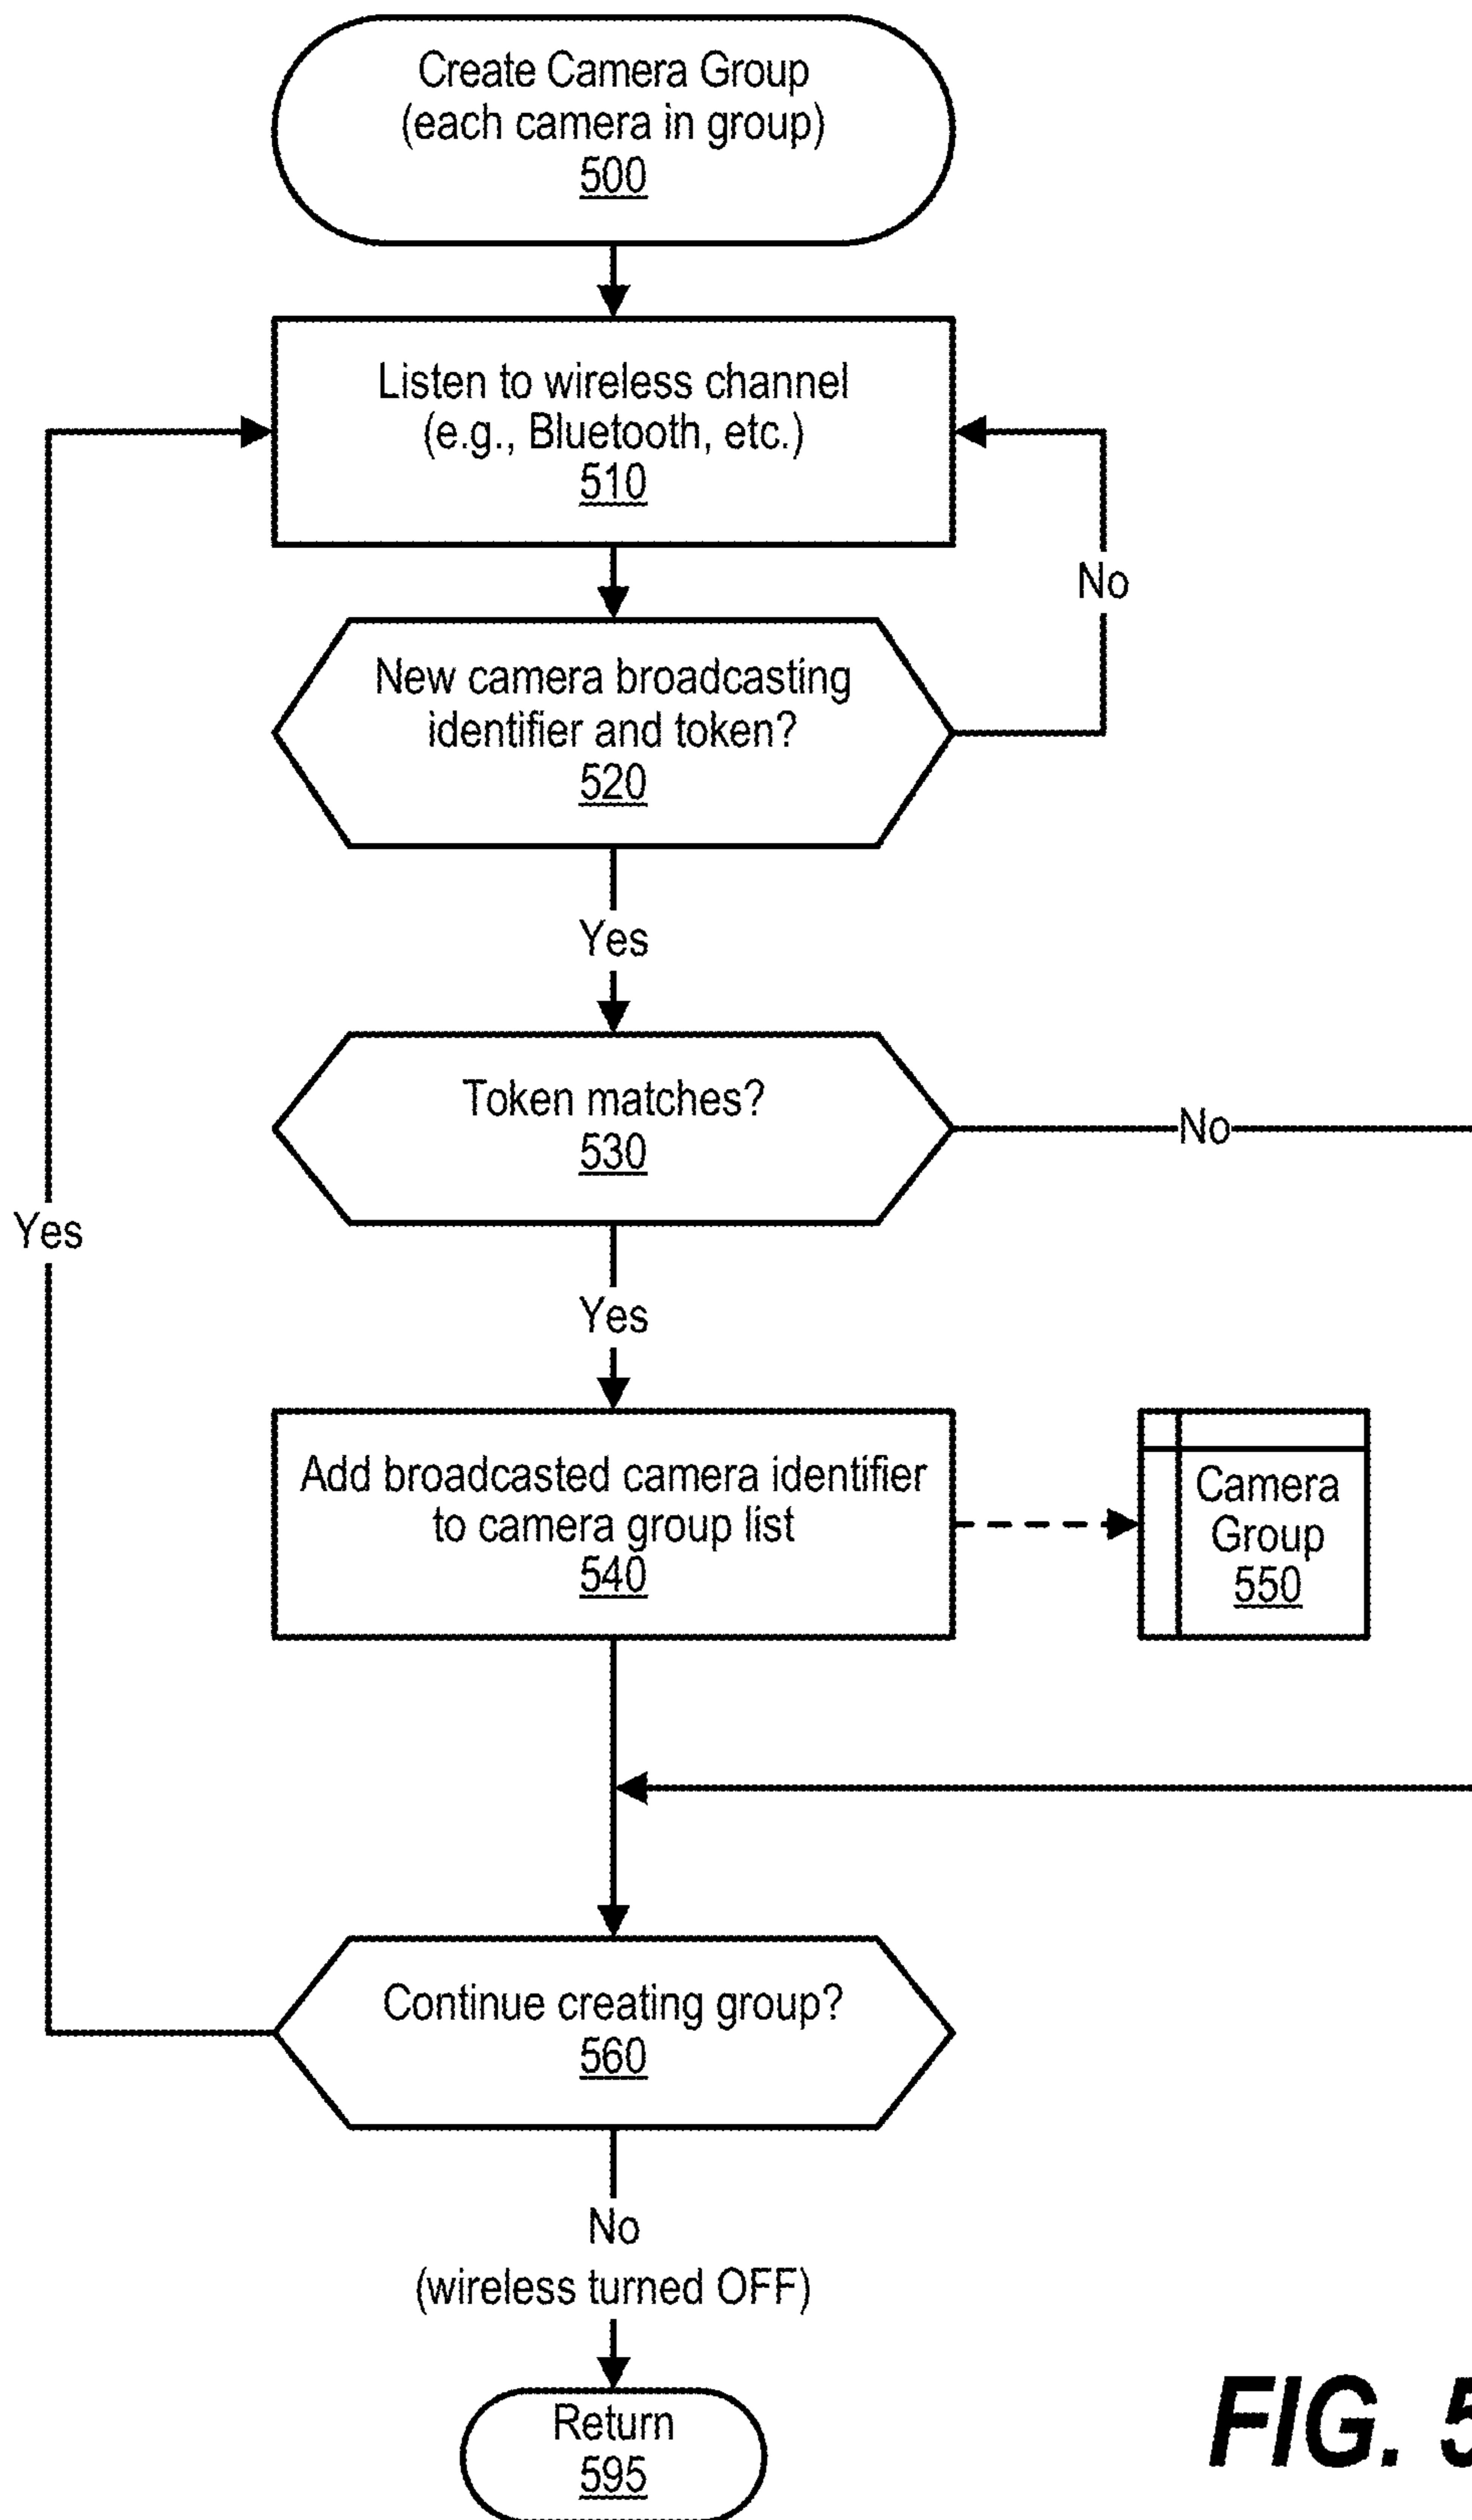 Create Camera Group
(each camera in group)
500
Listen to wireless channel
(e.g., Bluetooth, etc.)
510
No
New camera broadcasting
identifier and token?
520
Yes
Token matches?
530
No
Yes
Yes
Add broadcasted camera identifier
to camera group list
540
Camera
Group
550
Continue creating group?
560
No
(wireless turned OFF)
Return
595
FIG. 5